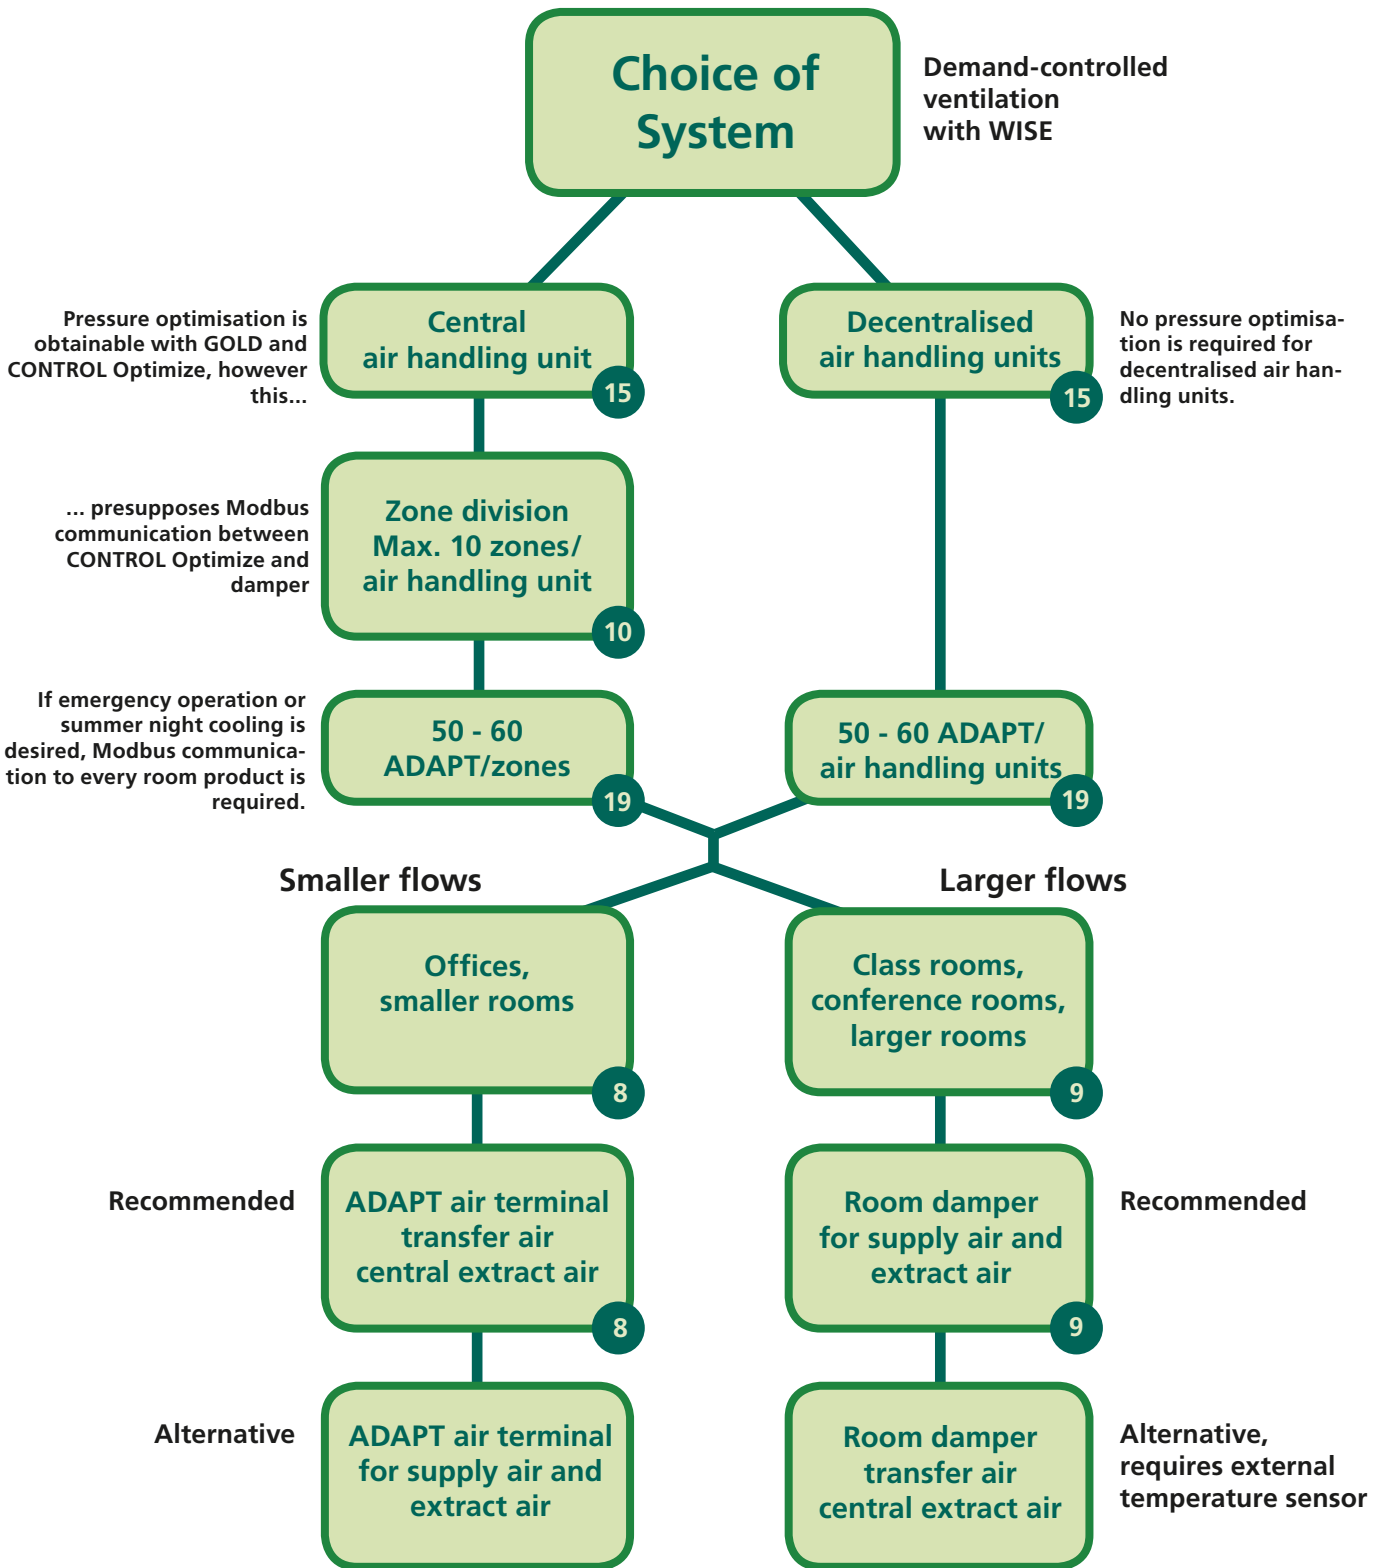 Choice of
System
Demand-controlled
ventilation
with WISE
Pressure optimisation is
obtainable with GOLD and
CONTROL Optimize, however
this...
Central
air handling unit
15
Decentralised
air handling units
15
No pressure optimisa-
tion is required for
decentralised air han-
dling units.
... presupposes Modbus
communication between
CONTROL Optimize and
damper
Zone division
Max. 10 zones/
air handling unit
10
If emergency operation or
summer night cooling is
desired, Modbus communica-
tion to every room product is
required.
50 - 60
ADAPT/zones
19
50 - 60 ADAPT/
air handling units
19
Smaller flows
Larger flows
Offices,
smaller rooms
8
Class rooms,
conference rooms,
larger rooms
9
Recommended
ADAPT air terminal
transfer air
central extract air
8
Room damper
for supply air and
extract air
9
Recommended
Alternative
ADAPT air terminal
for supply air and
extract air
Room damper
transfer air
central extract air
Alternative,
requires external
temperature sensor